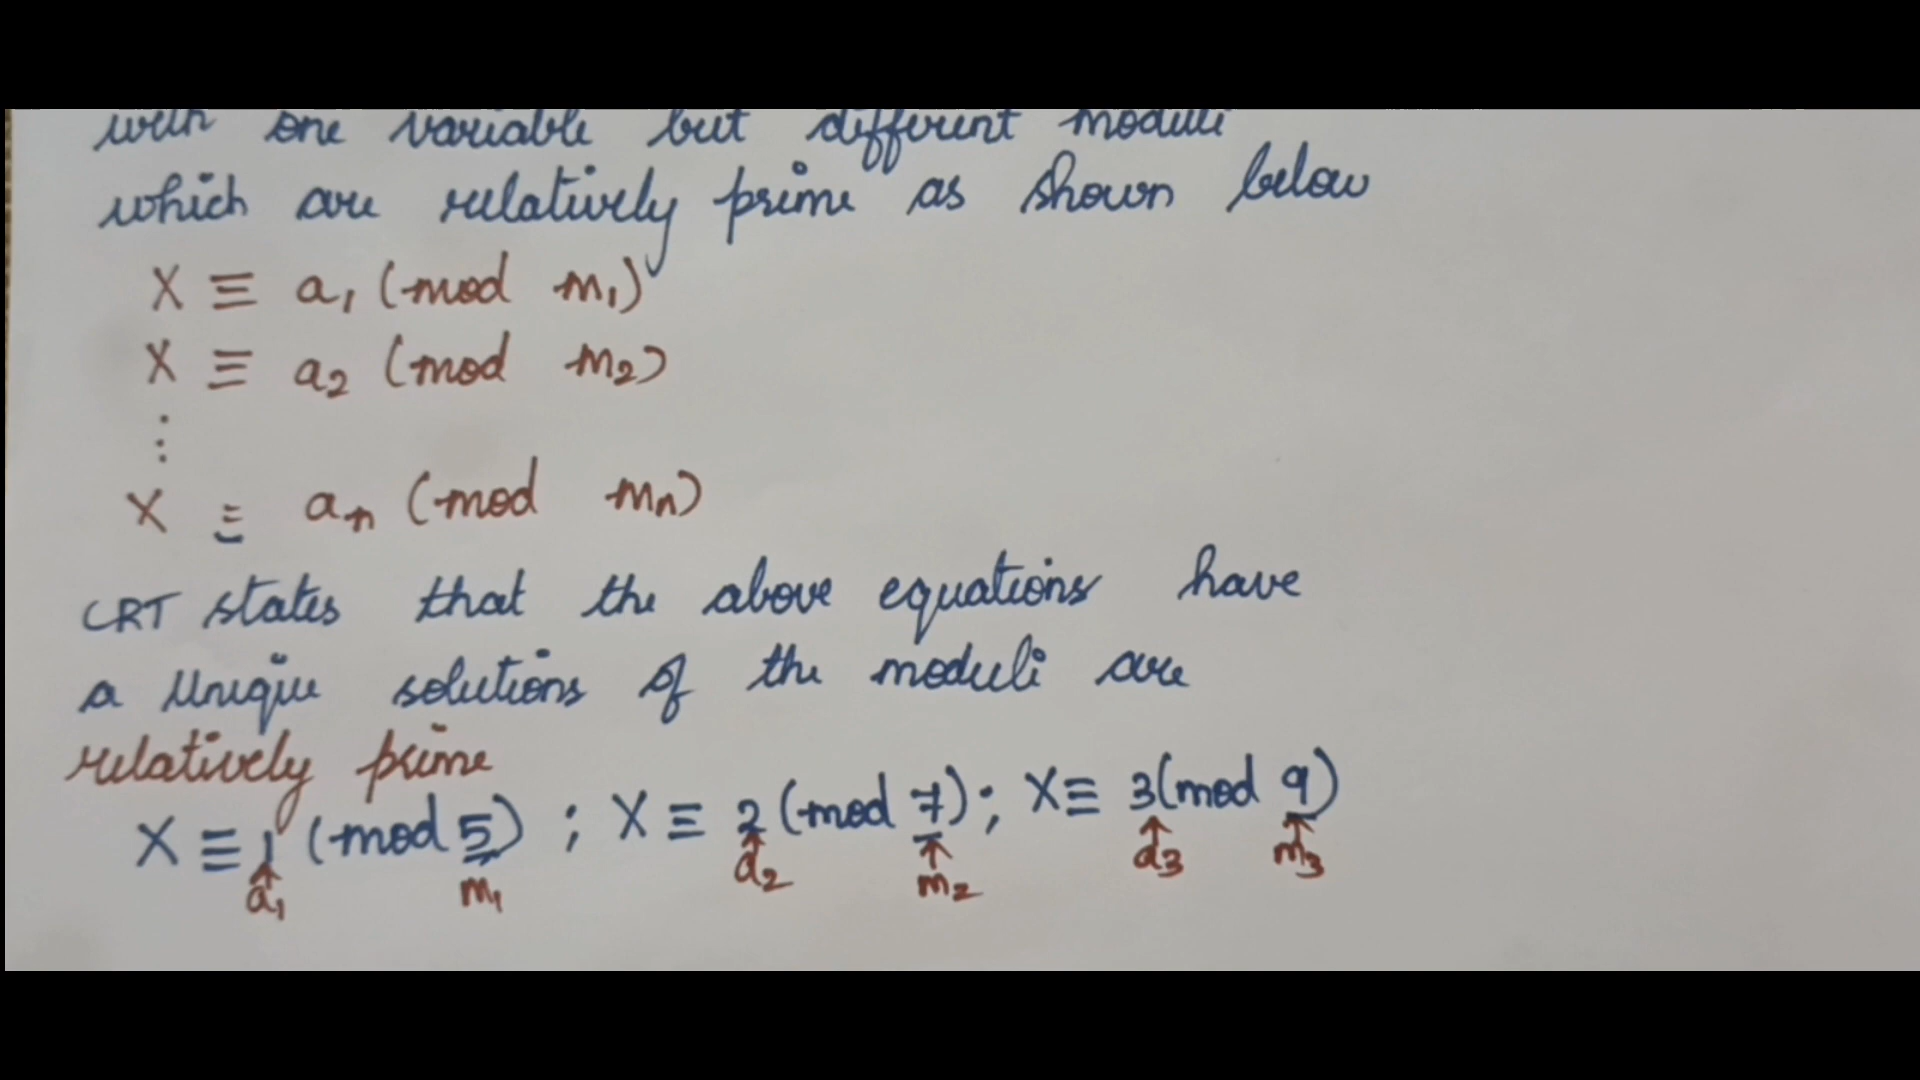 with one variable but different moduli
which are relatively prime as shown below
X ≡ a₁ (mod m₁)
X ≡ a₂ (mod m₂)
⋮
X ≡ aₙ (mod mₙ)
CRT states that the above equations have
a Unique solutions of the moduli are
relatively prime
X ≡ 1 (mod 5) ; X ≡ 2 (mod 7) ; X ≡ 3 (mod 9)
a₁ m₁ a₂ m₂ a₃ m₃